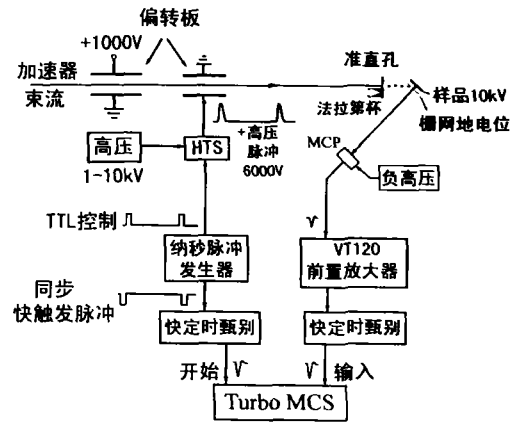 偏转板
+1000V
准直孔
加速器
束流
法拉第杯
样品10kV
栅网地电位
+高压
脉冲
6000V
MCP
高压
HTS
1~10kV
负高压
TTL控制
纳秒脉冲
发生器
VT120
前置放大器
同步
快触发脉冲
快定时甄别
快定时甄别
开始
输入
Turbo MCS